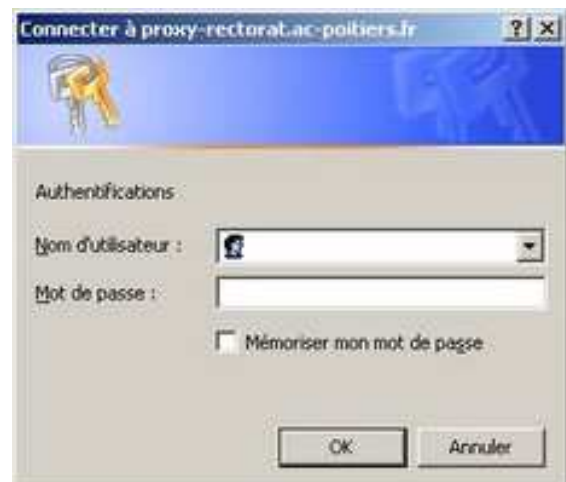 Connecter à proxy-rectorat.ac-poitiers.fr
Authentifications
Nom d'utilisateur :
Mot de passe :
Mémoriser mon mot de passe
OK Annuler